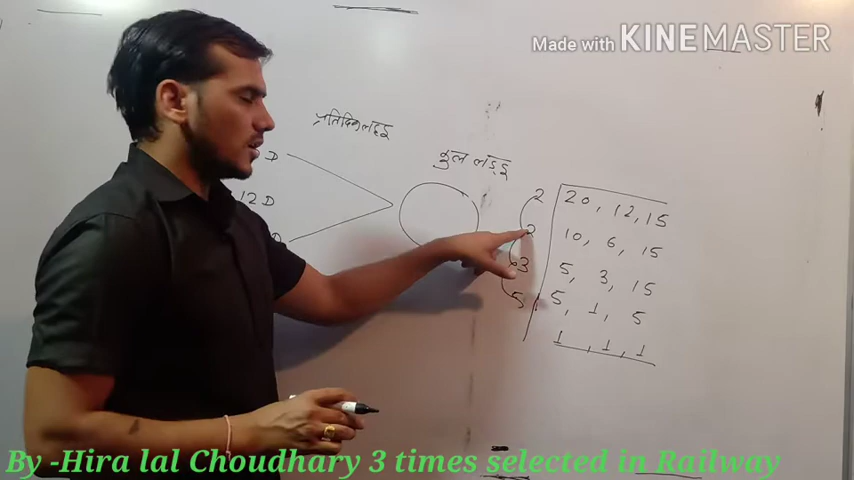 Made with KINEMASTER
प्रतिदिन लड्डू
कुल लड्डू
D
12 D
D
2 | 20, 12, 15
2 | 10, 6, 15
3 | 5, 3, 15
5 | 5, 1, 5
1, 1, 1
By -Hira lal Choudhary 3 times selected in Railway